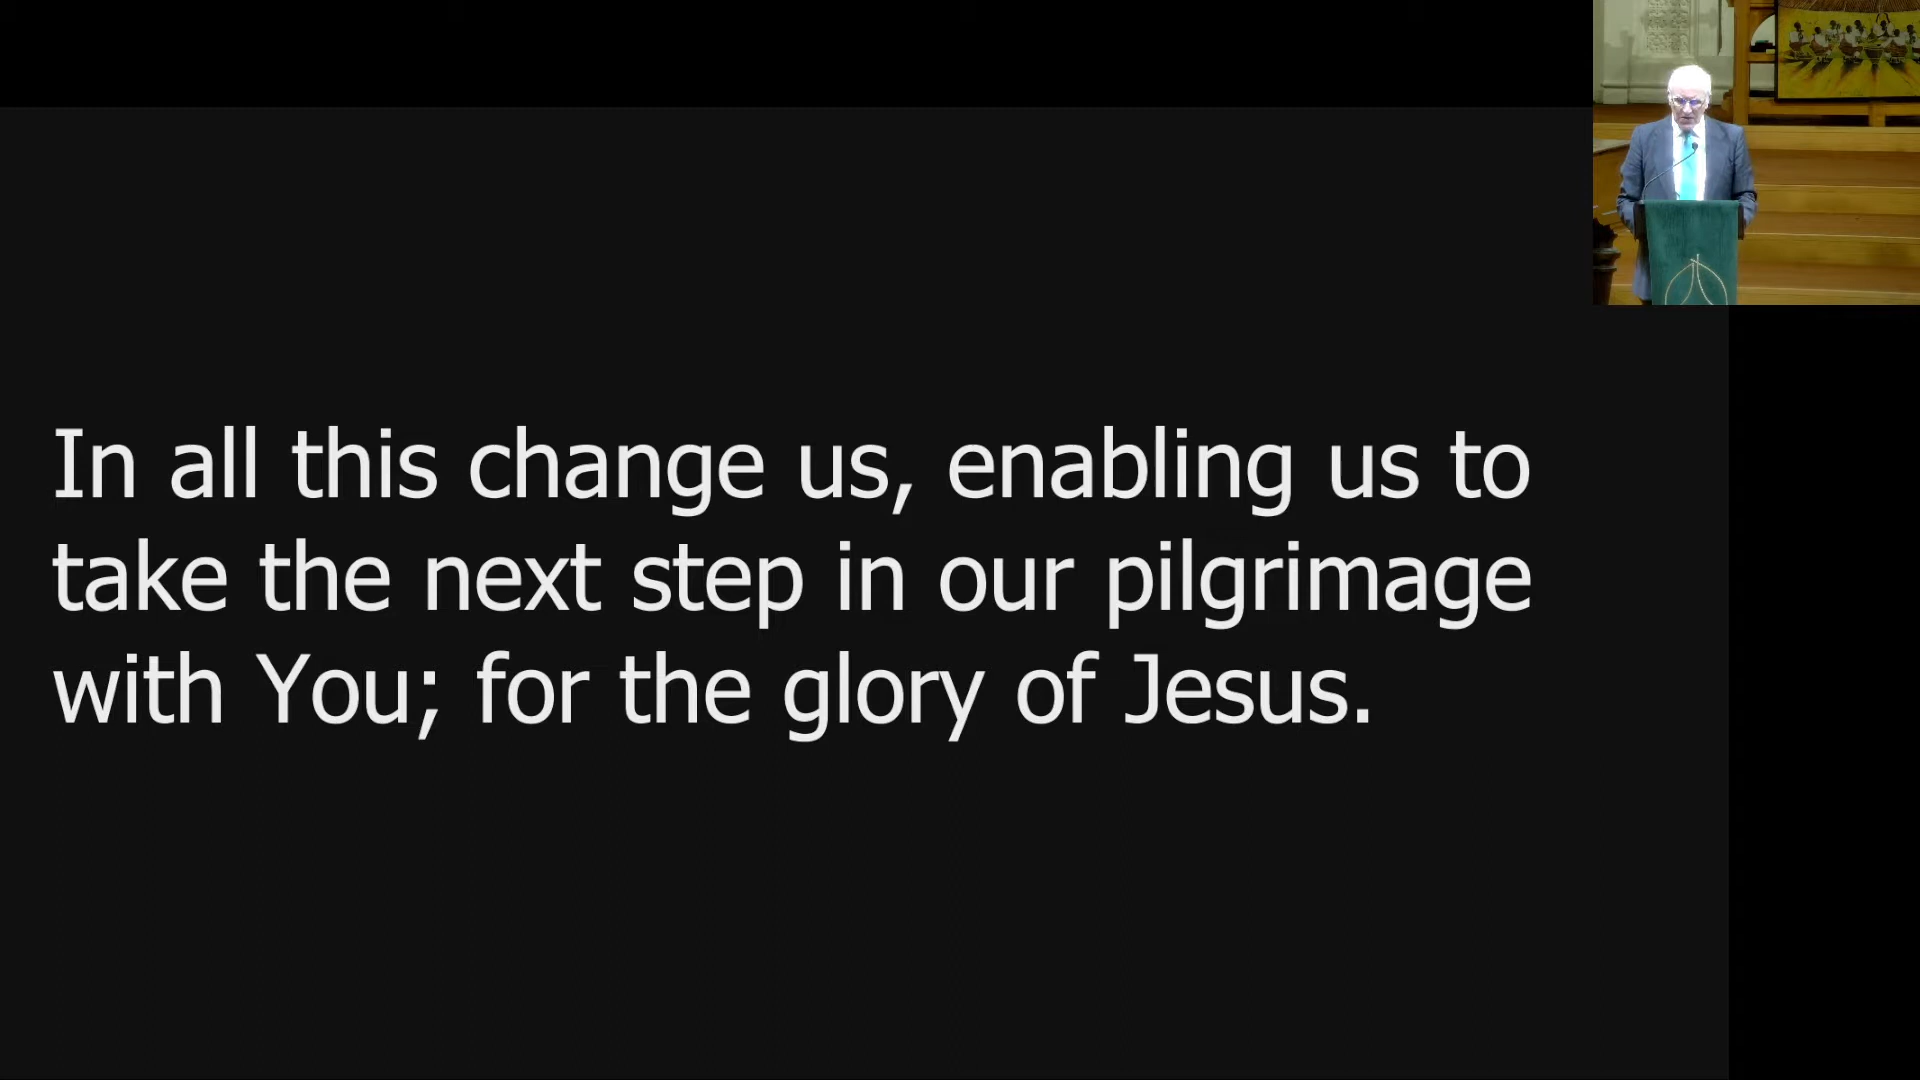 In all this change us, enabling us to
take the next step in our pilgrimage
with You; for the glory of Jesus.